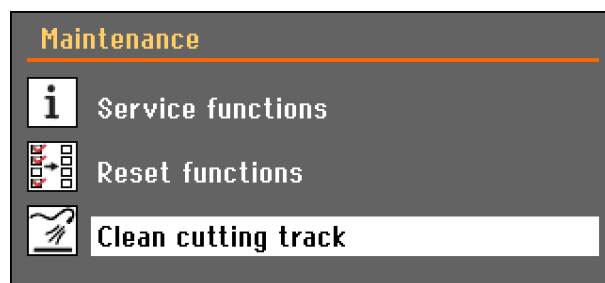 Maintenance
i Service functions
Reset functions
Clean cutting track